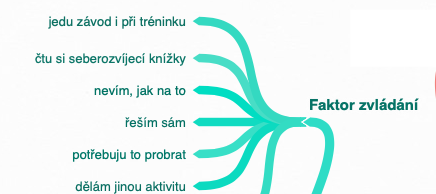 jedu závod i při tréninku
čtu si seberozvíjecí knížky
nevím, jak na to
Faktor zvládání
řeším sám
potřebuju to probrat
dělám jinou aktivitu